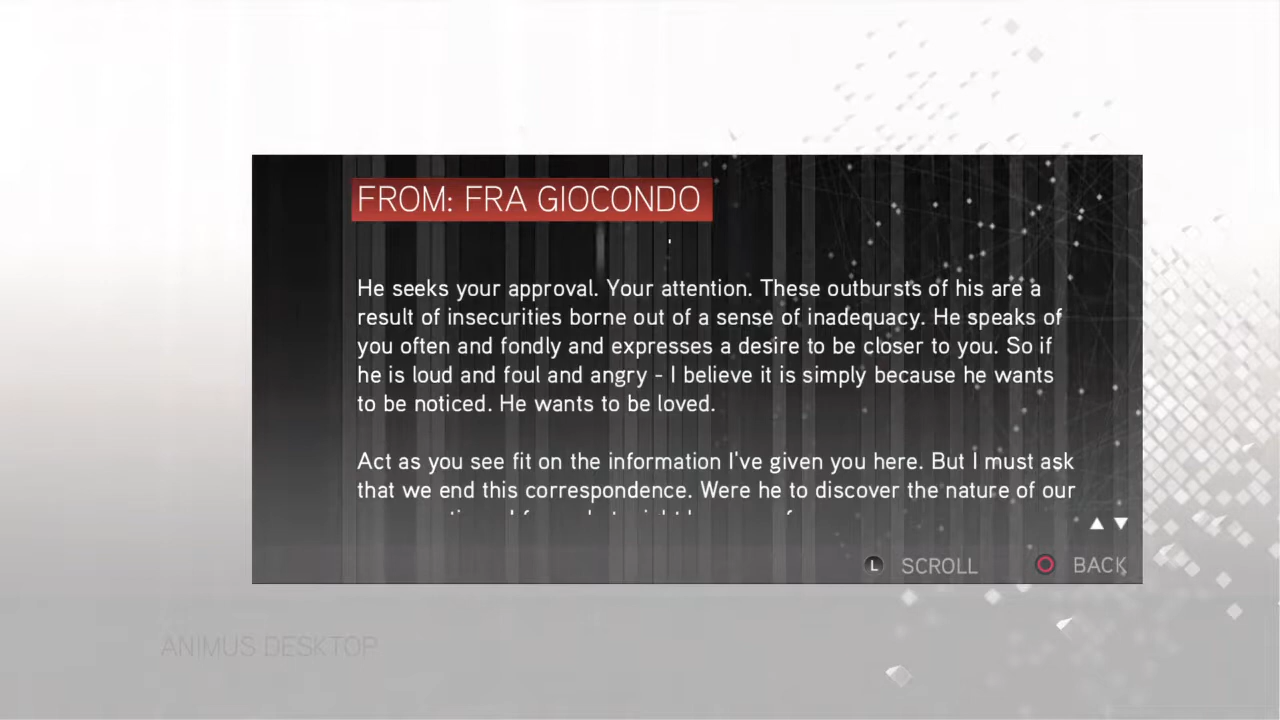 FROM: FRA GIOCONDO
He seeks your approval. Your attention. These outbursts of his are a
result of insecurities borne out of a sense of inadequacy. He speaks of
you often and fondly and expresses a desire to be closer to you. So if
he is loud and foul and angry - I believe it is simply because he wants
to be noticed. He wants to be loved.
Act as you see fit on the information I've given you here. But I must ask
that we end this correspondence. Were he to discover the nature of our
L SCROLL
BACK
ANIMUS DESKTOP